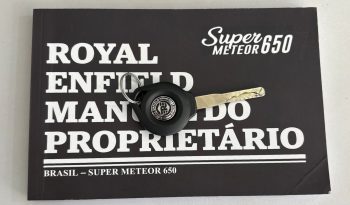 Super
METEOR 650
ROYAL
ENFIELD
DO
PROPRIETÁRIO
BRASIL – SUPER METEOR 650